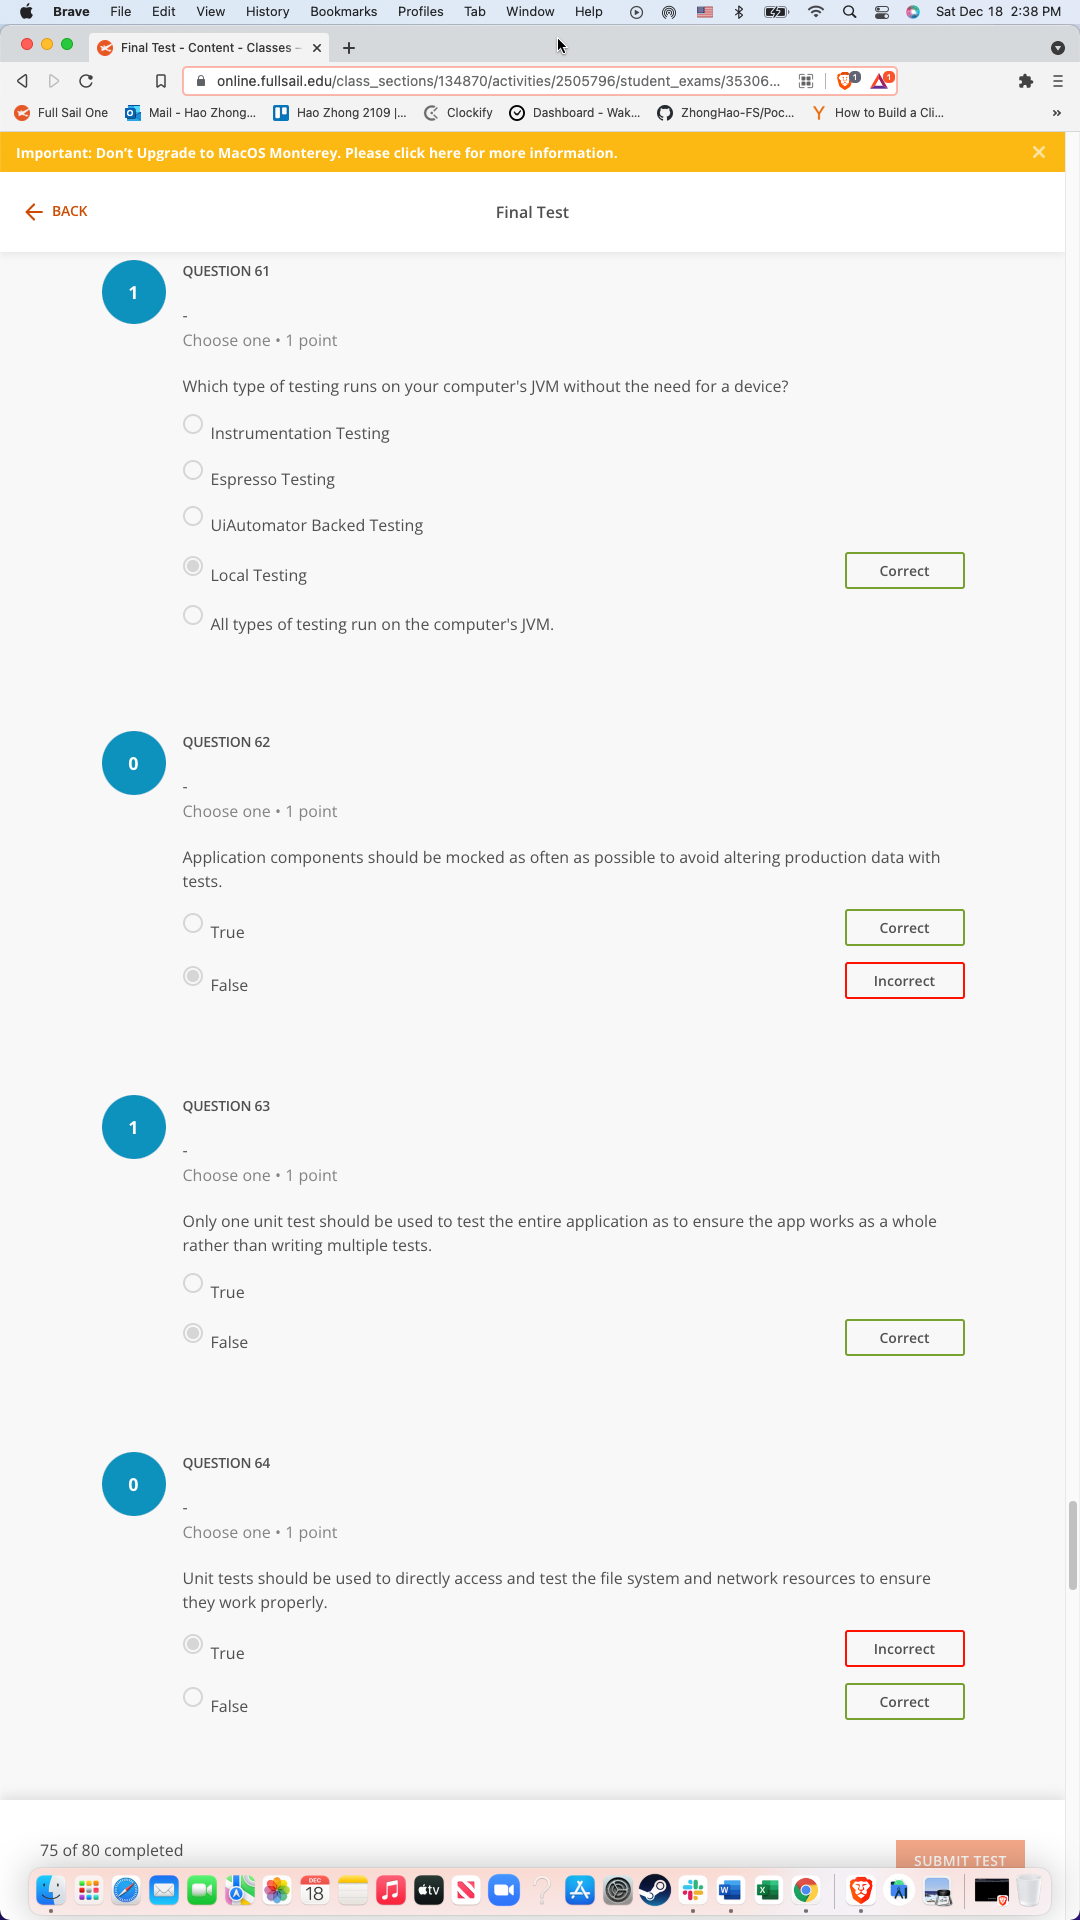 Brave File Edit View History Bookmarks Profiles Tab Window Help Sat Dec 18 2:38 PM
Final Test - Content - Classes -
online.fullsail.edu/class_sections/134870/activities/2505796/student_exams/35306...
1 1
Full Sail One Mail - Hao Zhong... Hao Zhong 2109 |... Clockify Dashboard - Wak... ZhongHao-FS/Poc... How to Build a Cli... »
Important: Don't Upgrade to MacOS Monterey. Please click here for more information.
BACK Final Test
1 QUESTION 61
-
Choose one • 1 point
Which type of testing runs on your computer's JVM without the need for a device?
Instrumentation Testing
Espresso Testing
UiAutomator Backed Testing
Local Testing Correct
All types of testing run on the computer's JVM.
0 QUESTION 62
-
Choose one • 1 point
Application components should be mocked as often as possible to avoid altering production data with
tests.
True Correct
False Incorrect
1 QUESTION 63
-
Choose one • 1 point
Only one unit test should be used to test the entire application as to ensure the app works as a whole
rather than writing multiple tests.
True
False Correct
0 QUESTION 64
-
Choose one • 1 point
Unit tests should be used to directly access and test the file system and network resources to ensure
they work properly.
True Incorrect
False Correct
75 of 80 completed
SUBMIT TEST
DEC
18
tv